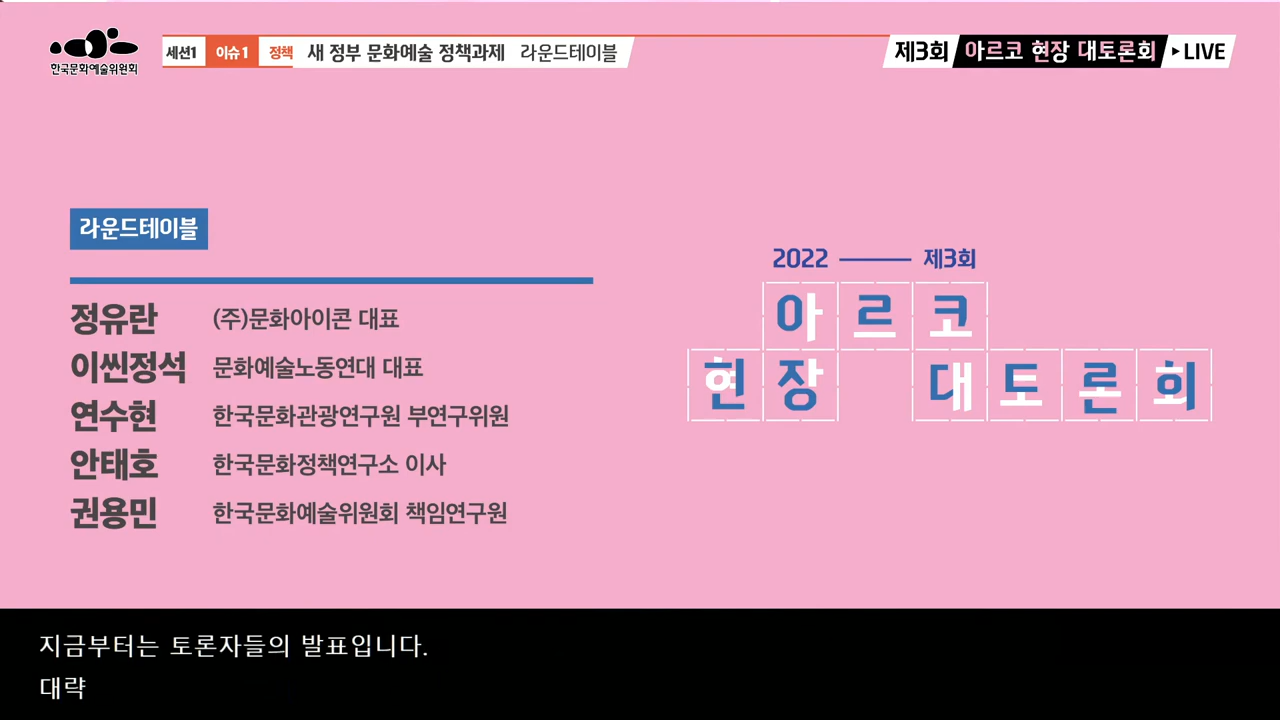 한국문화예술위원회
세션1 이슈1 정책 새 정부 문화예술 정책과제 라운드테이블
제3회 아르코 현장 대토론회 ▸LIVE
라운드테이블
정유란 (주)문화아이콘 대표
이씬정석 문화예술노동연대 대표
연수현 한국문화관광연구원 부연구위원
안태호 한국문화정책연구소 이사
권용민 한국문화예술위원회 책임연구원
2022 제3회
아르코
현장 대토론회
지금부터는 토론자들의 발표입니다.
대략